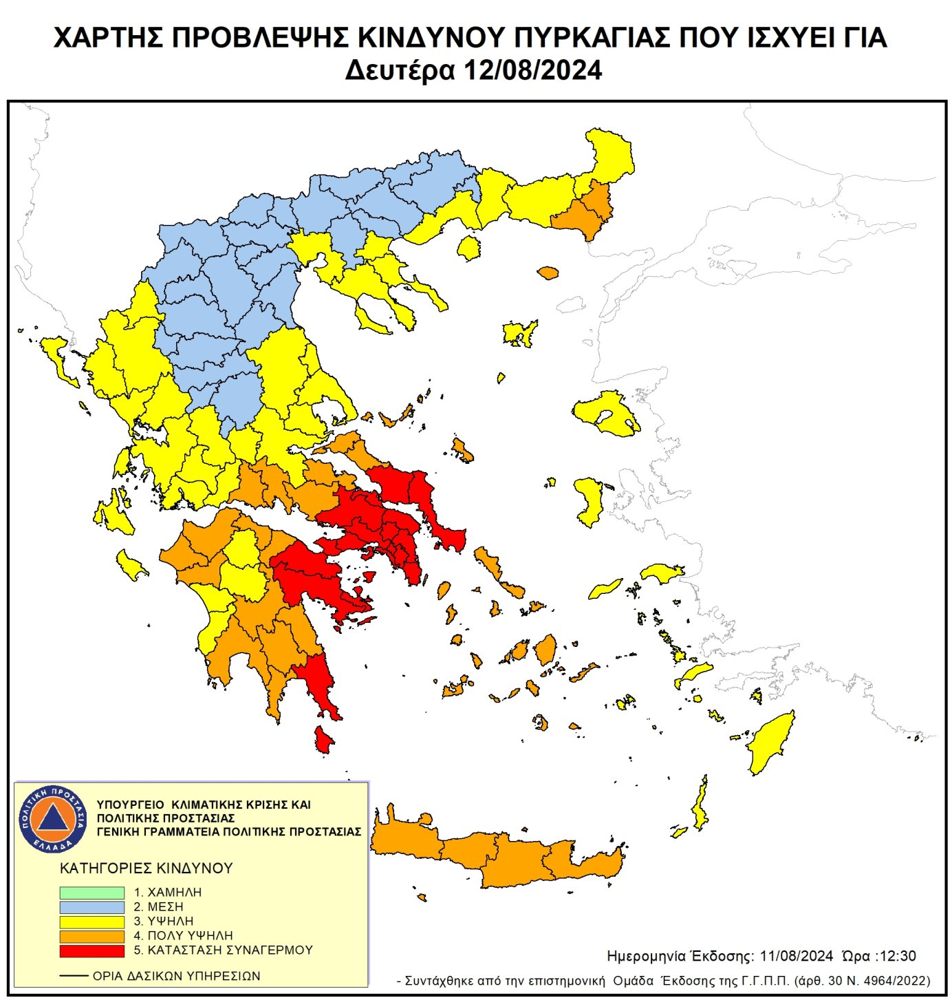 ΧΑΡΤΗΣ ΠΡΟΒΛΕΨΗΣ ΚΙΝΔΥΝΟΥ ΠΥΡΚΑΓΙΑΣ ΠΟΥ ΙΣΧΥΕΙ ΓΙΑ
Δευτέρα 12/08/2024
ΠΟΛΙΤΙΚΗ ΠΡΟΣΤΑΣΙΑ
ΕΛΛΑΔΑ
ΥΠΟΥΡΓΕΙΟ ΚΛΙΜΑΤΙΚΗΣ ΚΡΙΣΗΣ ΚΑΙ
ΠΟΛΙΤΙΚΗΣ ΠΡΟΣΤΑΣΙΑΣ
ΓΕΝΙΚΗ ΓΡΑΜΜΑΤΕΙΑ ΠΟΛΙΤΙΚΗΣ ΠΡΟΣΤΑΣΙΑΣ
ΚΑΤΗΓΟΡΙΕΣ ΚΙΝΔΥΝΟΥ
1. ΧΑΜΗΛΗ
2. ΜΕΣΗ
3. ΥΨΗΛΗ
4. ΠΟΛΥ ΥΨΗΛΗ
5. ΚΑΤΑΣΤΑΣΗ ΣΥΝΑΓΕΡΜΟΥ
ΟΡΙΑ ΔΑΣΙΚΩΝ ΥΠΗΡΕΣΙΩΝ
Ημερομηνία Έκδοσης: 11/08/2024 Ώρα :12:30
- Συντάχθηκε από την επιστημονική Ομάδα Έκδοσης της Γ.Γ.Π.Π. (άρθ. 30 Ν. 4964/2022)